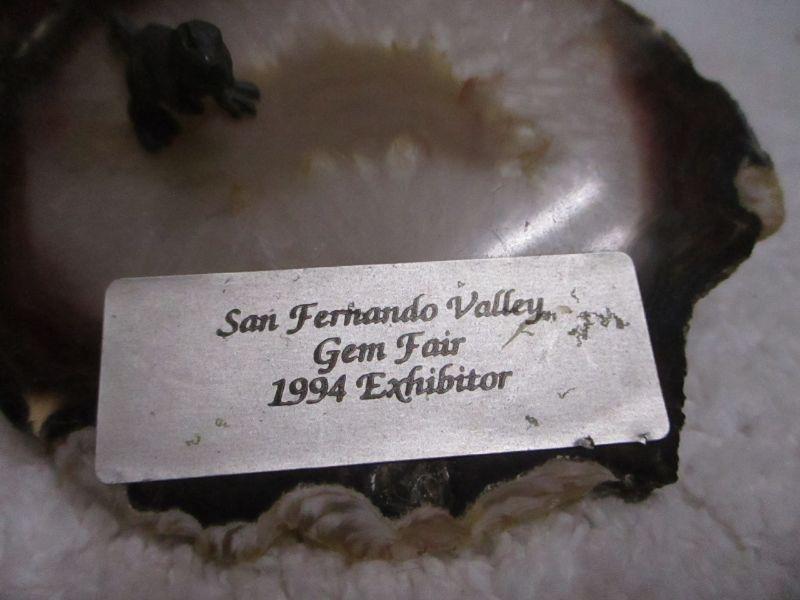 San Fernando Valley
Gem Fair
1994 Exhibitor